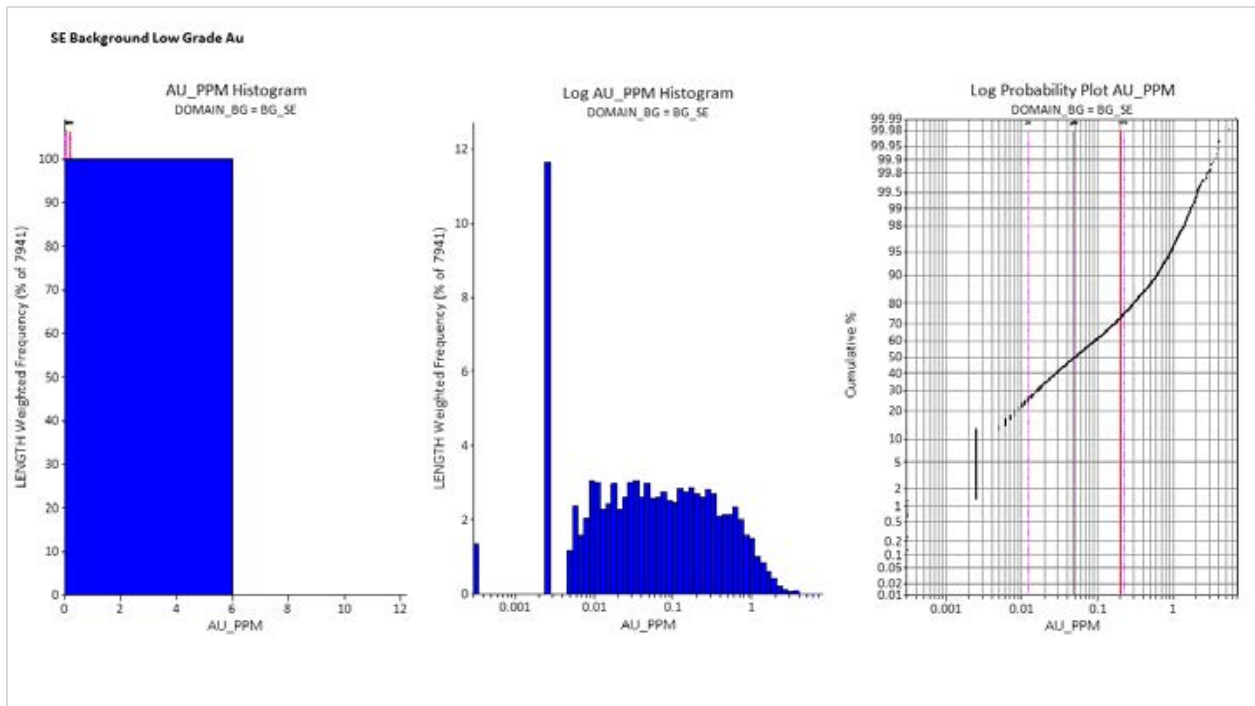 SE Background Low Grade Au
AU_PPM Histogram
DOMAIN_BG = BG_SE
LENGTH Weighted Frequency (% of 7941)
100
90
80
70
60
50
40
30
20
10
0
0 2 4 6 8 10 12
AU_PPM
Log AU_PPM Histogram
DOMAIN_BG = BG_SE
LENGTH Weighted Frequency (% of 7941)
12
10
8
6
4
2
0
0.001 0.01 0.1 1
AU_PPM
Log Probability Plot AU_PPM
DOMAIN_BG = BG_SE
Cumulative %
99.99
99.98
99.95
99.9
99.8
99.5
99
98
95
90
80
70
60
50
40
30
20
10
5
2
1
0.5
0.2
0.1
0.05
0.02
0.01
0.001 0.01 0.1 1
AU_PPM